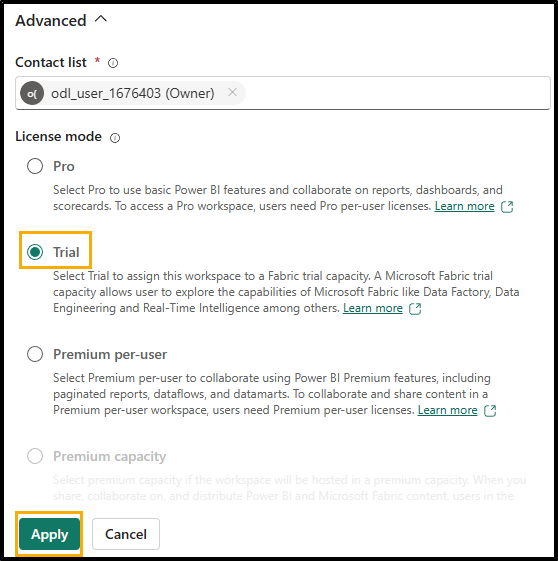 Advanced
Contact list *
o( odl_user_1676403 (Owner)
License mode
Pro
Select Pro to use basic Power BI features and collaborate on reports, dashboards, and
scorecards. To access a Pro workspace, users need Pro per-user licenses. Learn more
Trial
Select Trial to assign this workspace to a Fabric trial capacity. A Microsoft Fabric trial
capacity allows user to explore the capabilities of Microsoft Fabric like Data Factory, Data
Engineering and Real-Time Intelligence among others. Learn more
Premium per-user
Select Premium per-user to collaborate using Power BI Premium features, including
paginated reports, dataflows, and datamarts. To collaborate and share content in a
Premium per-user workspace, users need Premium per-user licenses. Learn more
Premium capacity
Select premium capacity if the workspace will be hosted in a premium capacity. When you
share, collaborate on, and distribute Power BI and Microsoft Fabric content, users in the
Apply Cancel